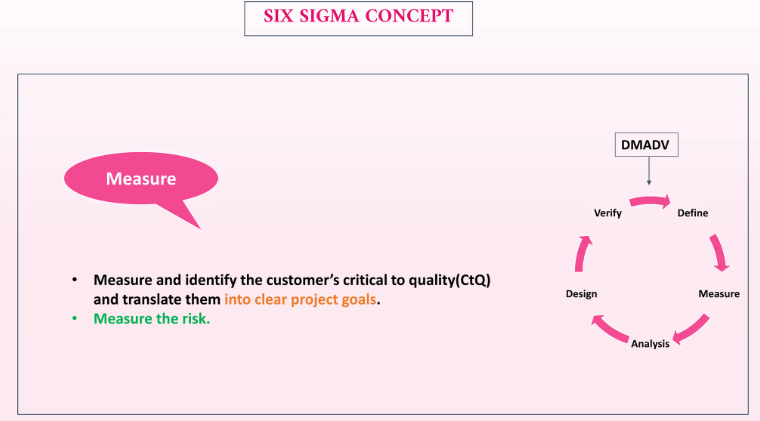 SIX SIGMA CONCEPT
Measure
• Measure and identify the customer's critical to quality(CtQ)
and translate them into clear project goals.
• Measure the risk.
DMADV
Verify
Define
Design
Measure
Analysis